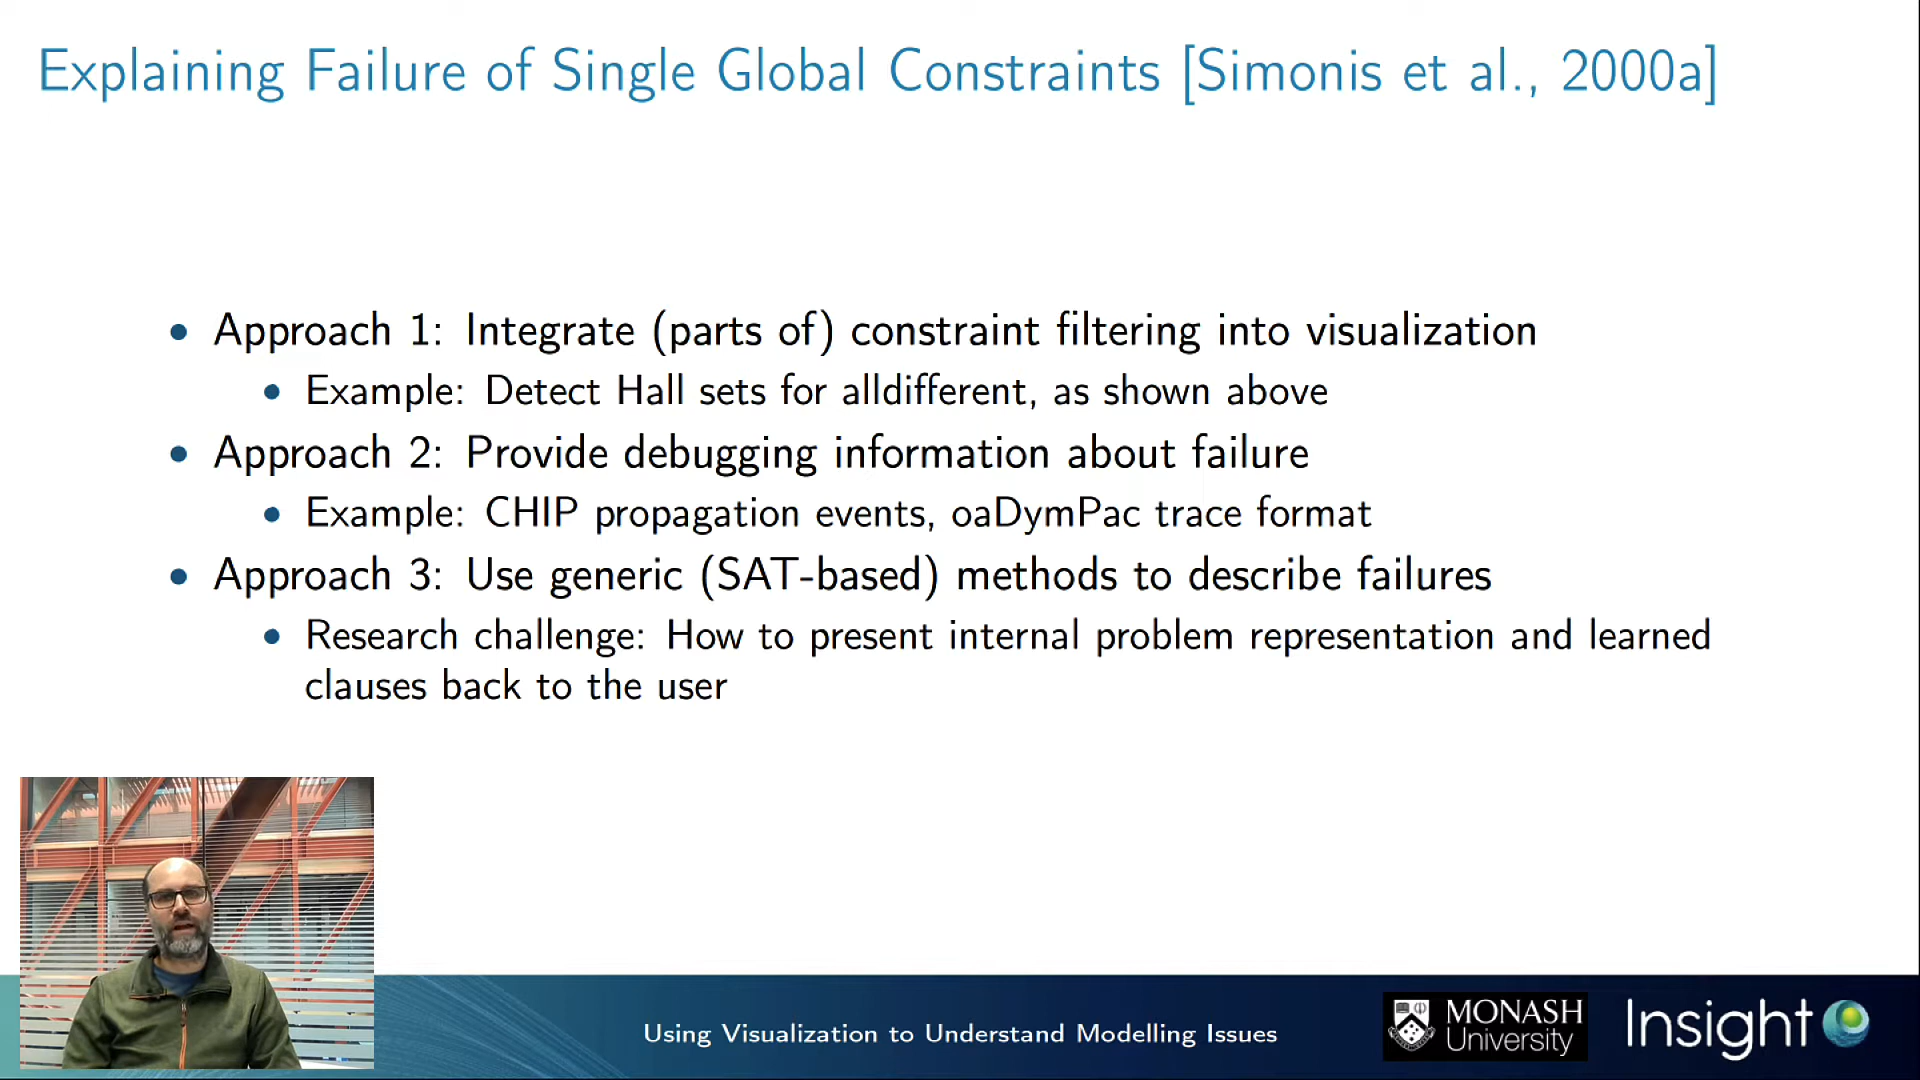 Explaining Failure of Single Global Constraints [Simonis et al., 2000a]
• Approach 1: Integrate (parts of) constraint filtering into visualization
• Example: Detect Hall sets for alldifferent, as shown above
• Approach 2: Provide debugging information about failure
• Example: CHIP propagation events, oaDymPac trace format
• Approach 3: Use generic (SAT-based) methods to describe failures
• Research challenge: How to present internal problem representation and learned
clauses back to the user
Using Visualization to Understand Modelling Issues
MONASH
University
Insight